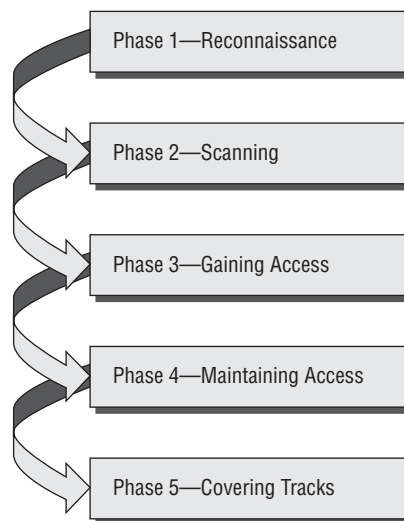 Phase 1—Reconnaissance
Phase 2—Scanning
Phase 3—Gaining Access
Phase 4—Maintaining Access
Phase 5—Covering Tracks